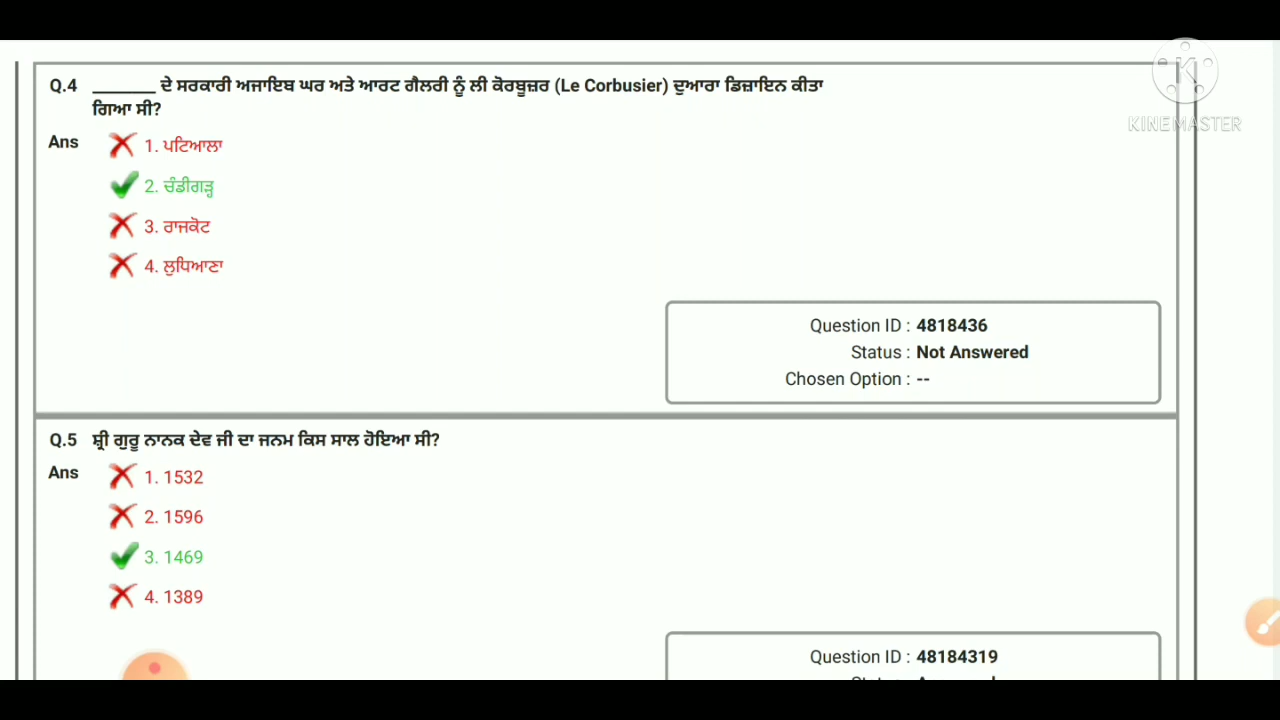 Q.4 _______ ਦੇ ਸਰਕਾਰੀ ਅਜਾਇਬ ਘਰ ਅਤੇ ਆਰਟ ਗੈਲਰੀ ਨੂੰ ਲੀ ਕੋਰਬੂਜ਼ਰ (Le Corbusier) ਦੁਆਰਾ ਡਿਜ਼ਾਇਨ ਕੀਤਾ
ਗਿਆ ਸੀ?
KINEMASTER
Ans 1. ਪਟਿਆਲਾ
2. ਚੰਡੀਗੜ੍ਹ
3. ਰਾਜਕੋਟ
4. ਲੁਧਿਆਣਾ
Question ID : 4818436
Status : Not Answered
Chosen Option : --
Q.5 ਸ਼੍ਰੀ ਗੁਰੂ ਨਾਨਕ ਦੇਵ ਜੀ ਦਾ ਜਨਮ ਕਿਸ ਸਾਲ ਹੋਇਆ ਸੀ?
Ans 1. 1532
2. 1596
3. 1469
4. 1389
Question ID : 48184319